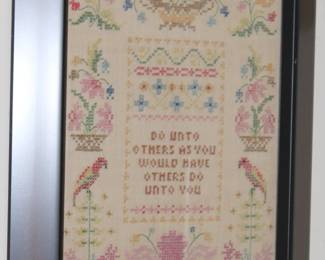 DO UNTO
OTHERS AS YOU
WOULD HAVE
OTHERS DO
UNTO YOU